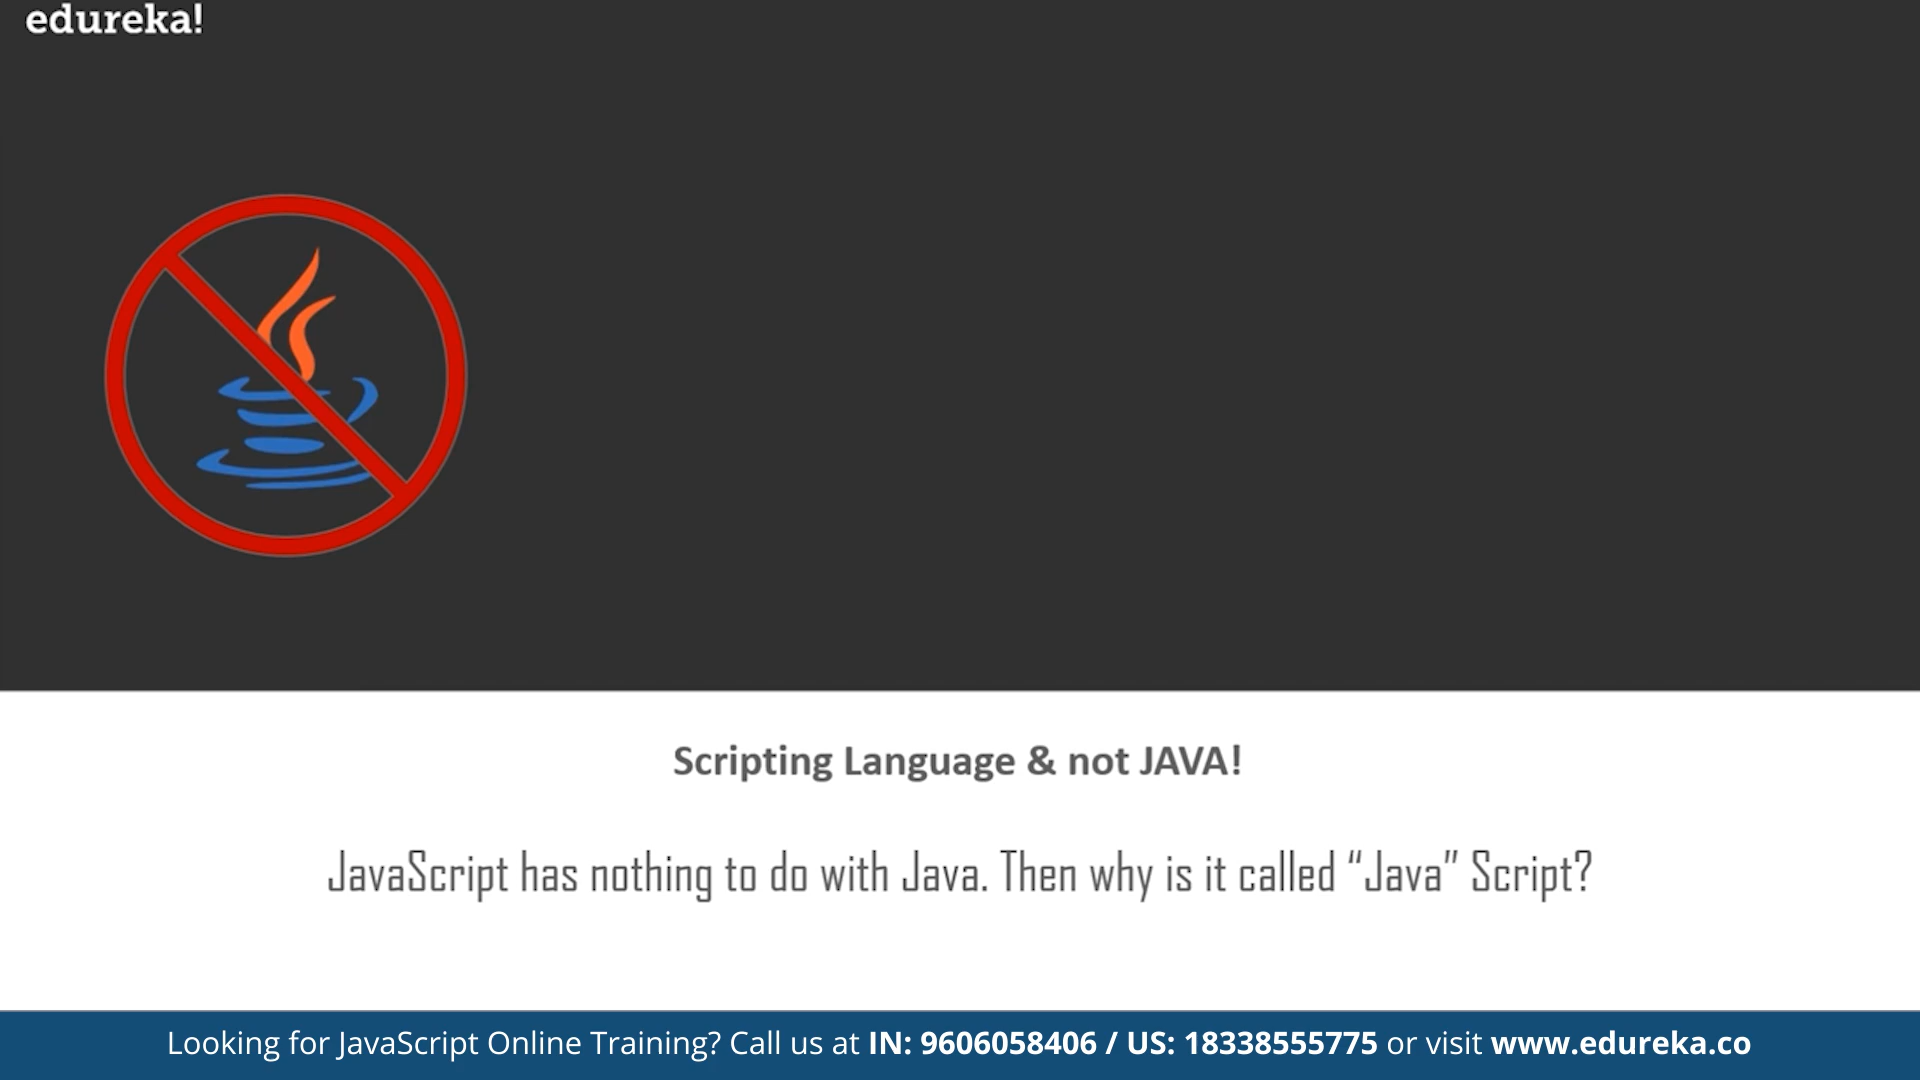 edureka!
Scripting Language & not JAVA!
JavaScript has nothing to do with Java. Then why is it called “Java” Script?
Looking for JavaScript Online Training? Call us at IN: 9606058406 / US: 18338555775 or visit www.edureka.co